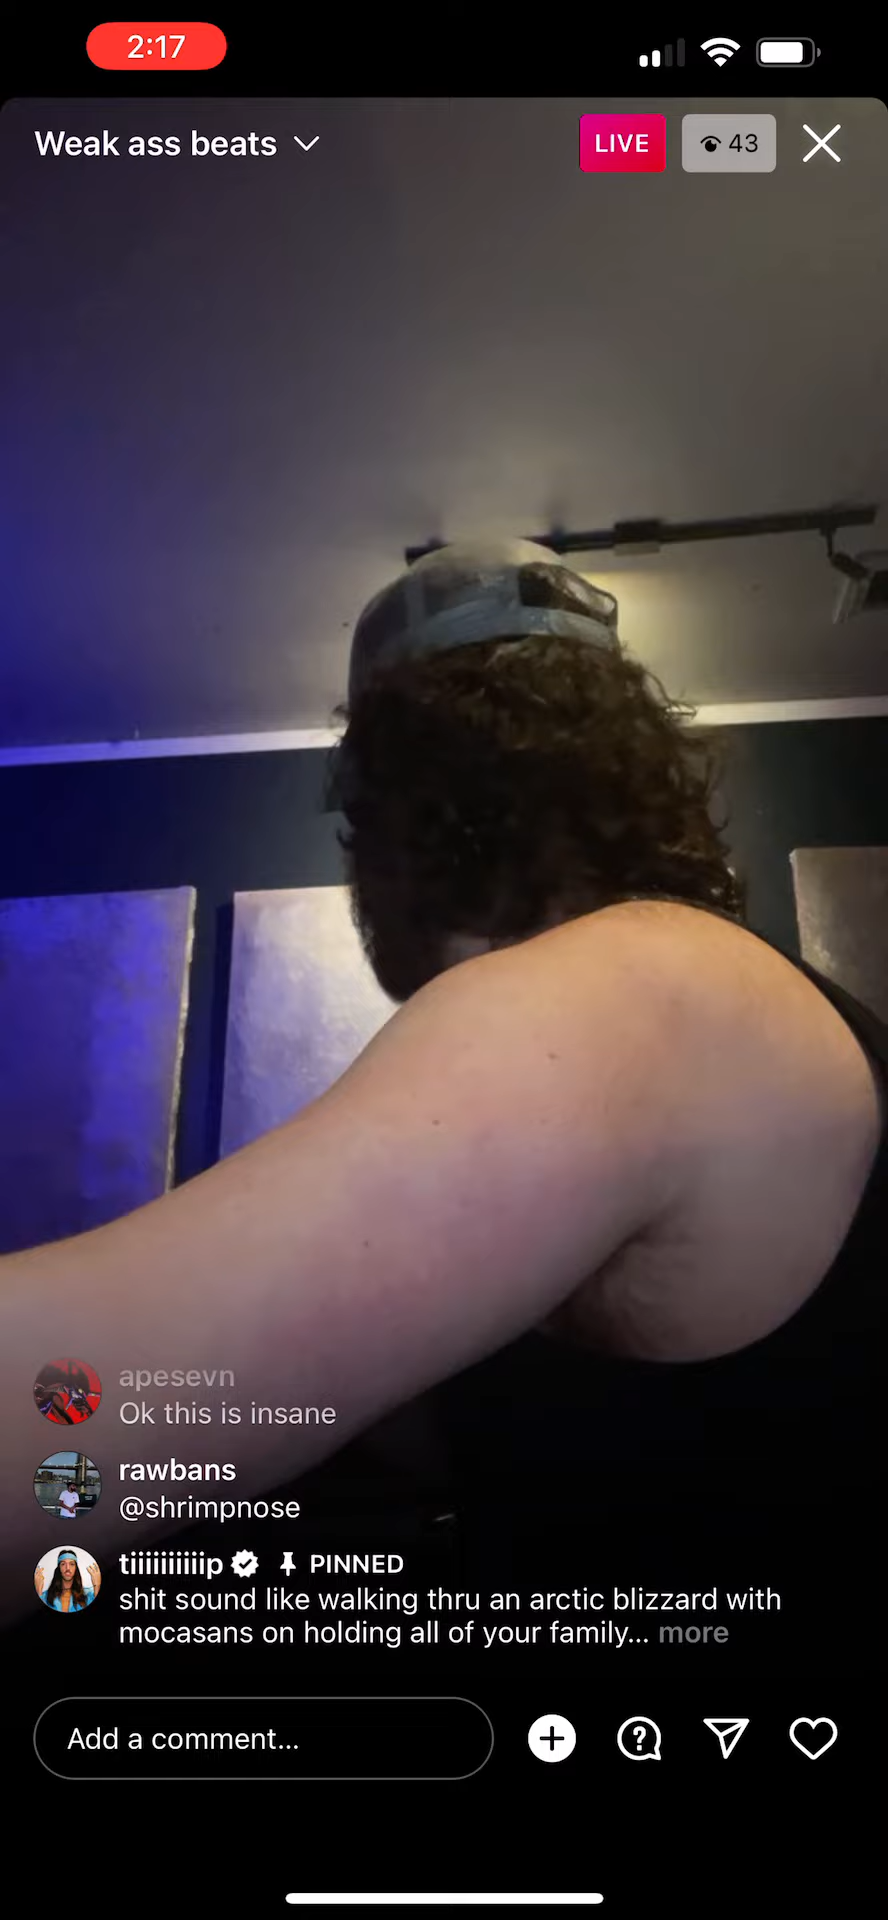 2:17
Weak ass beats
LIVE
43
apesevn
Ok this is insane
rawbans
@shrimpnose
tiiiiiiiiiip PINNED
shit sound like walking thru an arctic blizzard with
mocasans on holding all of your family... more
Add a comment...